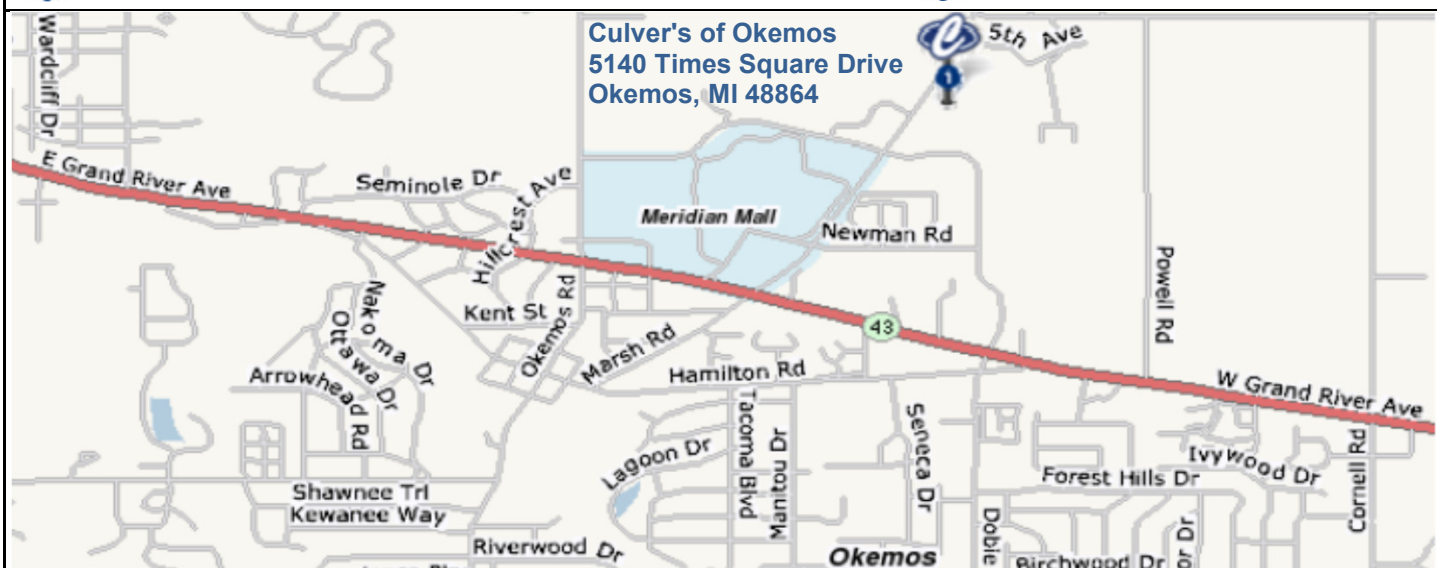 Culver's of Okemos
5140 Times Square Drive
Okemos, MI 48864
1
5th Ave
Wardcliff Dr
E Grand River Ave
Seminole Dr
Hillcrest Ave
Meridian Mall
Newman Rd
Powell Rd
Kent St
Okemos Rd
Marsh Rd
43
Nakoma Dr
Ottawa Dr
Arrowhead Rd
Hamilton Rd
W Grand River Ave
Tacoma Blvd
Manitou Dr
Seneca Dr
Lagoon Dr
Ivywood Dr
Forest Hills Dr
Cornell Rd
Shawnee Trl
Kewanee Way
Riverwood Dr
Okemos
Dobie
Birchwood Dr
or Dr